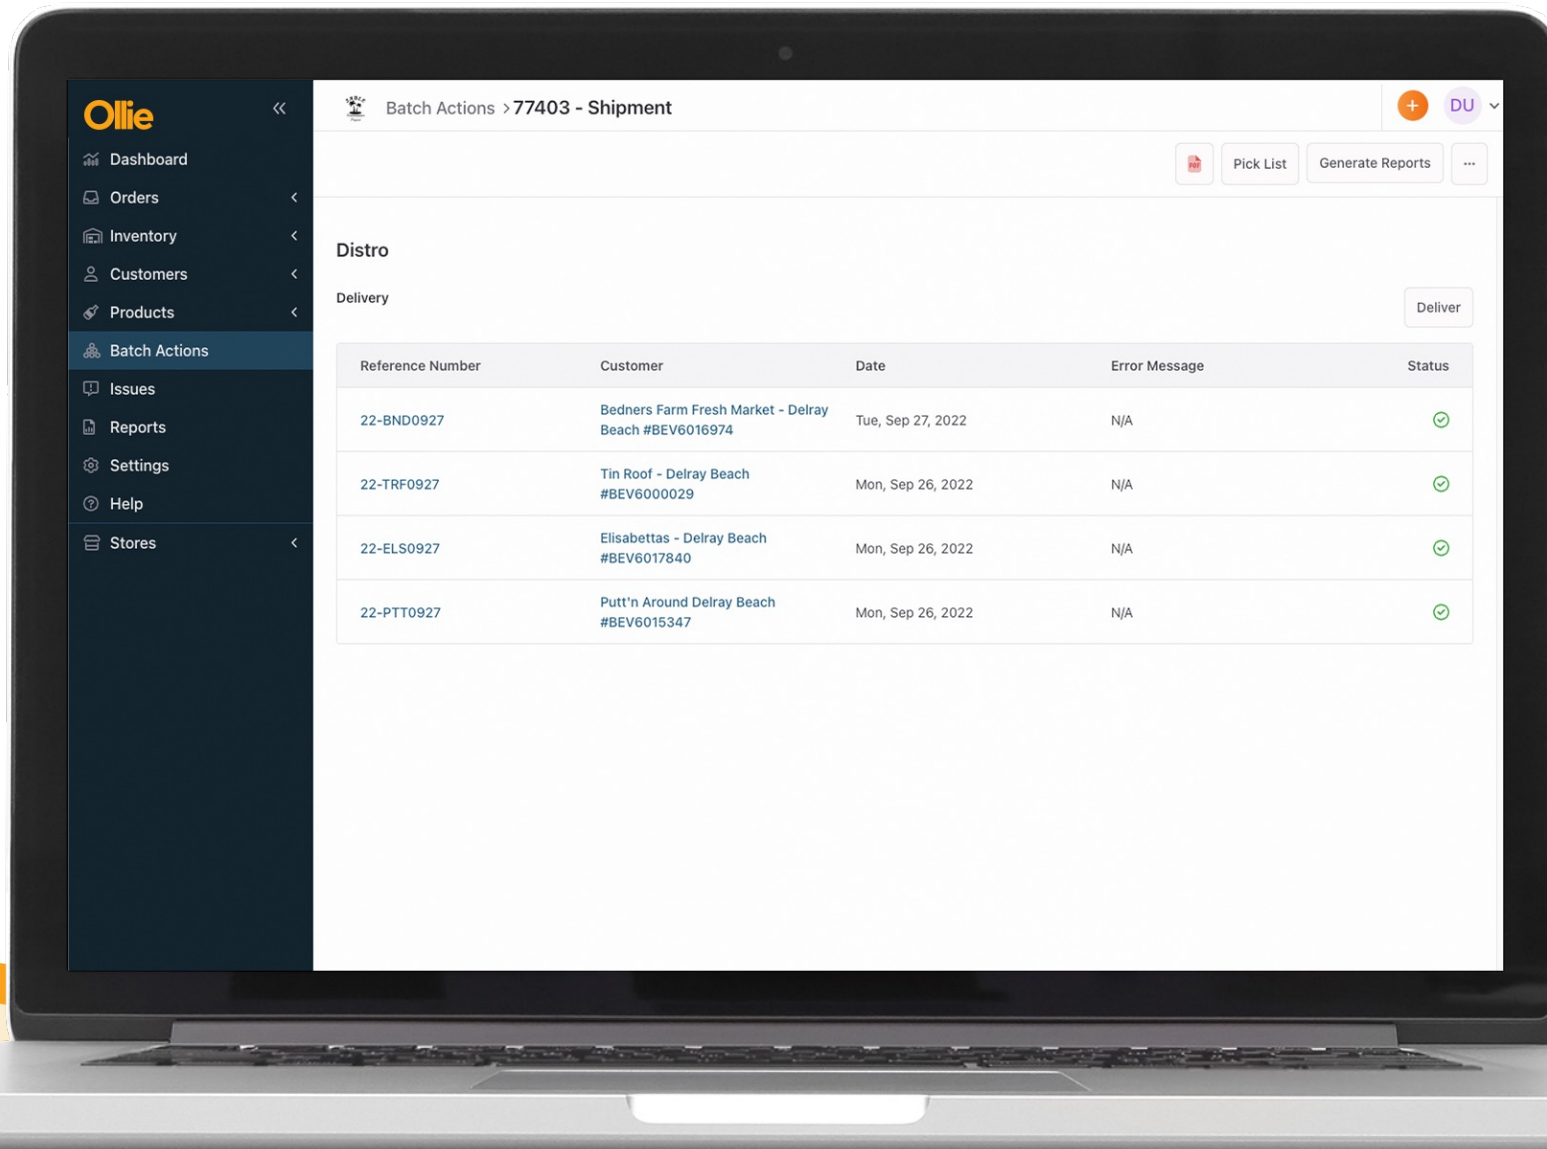 Ollie
Batch Actions > 77403 - Shipment
+
DU
Dashboard
Orders
Inventory
Customers
Products
Batch Actions
Issues
Reports
Settings
Help
Stores
PDF
Pick List
Generate Reports
...
Distro
Delivery
Deliver
Reference Number Customer Date Error Message Status
22-BND0927
Bedners Farm Fresh Market - Delray
Beach #BEV6016974
Tue, Sep 27, 2022
N/A
22-TRF0927
Tin Roof - Delray Beach
#BEV6000029
Mon, Sep 26, 2022
N/A
22-ELS0927
Elisabettas - Delray Beach
#BEV6017840
Mon, Sep 26, 2022
N/A
22-PTT0927
Putt'n Around Delray Beach
#BEV6015347
Mon, Sep 26, 2022
N/A